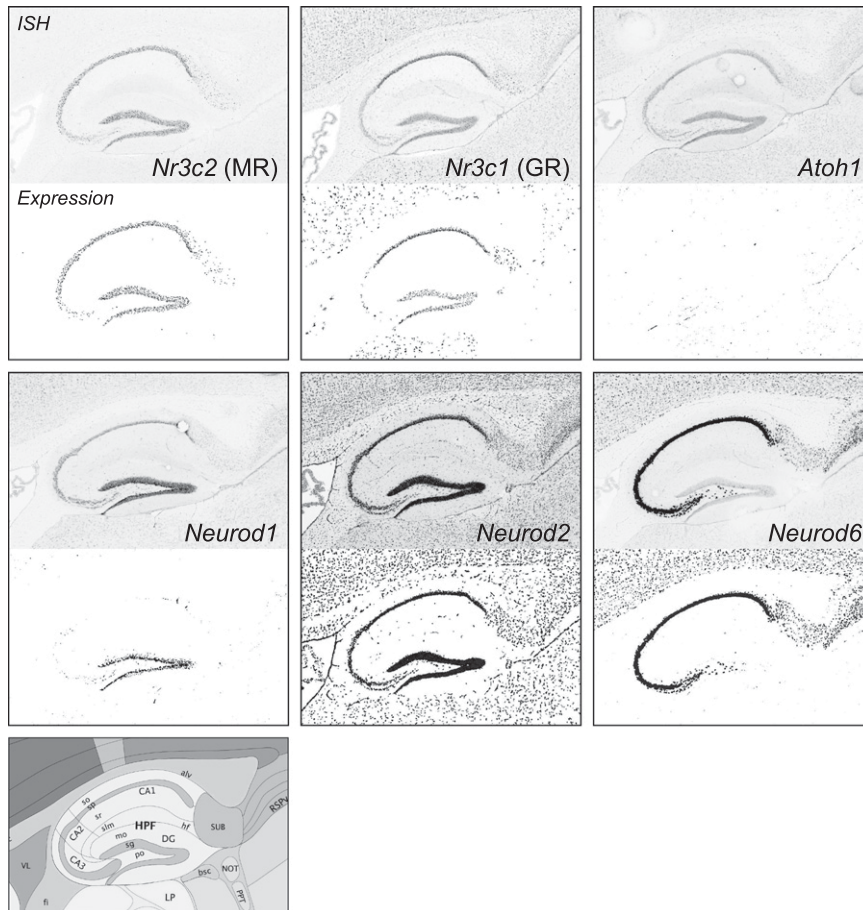 ISH
Nr3c2 (MR)
Nr3c1 (GR)
Atoh1
Expression
Neurod1
Neurod2
Neurod6
alv
CA1
so
sp
sr
CA2
slm
HPF
hf
SUB
RSPv
mo
DG
sg
po
CA3
VL
bsc
NOT
fi
LP
PPT